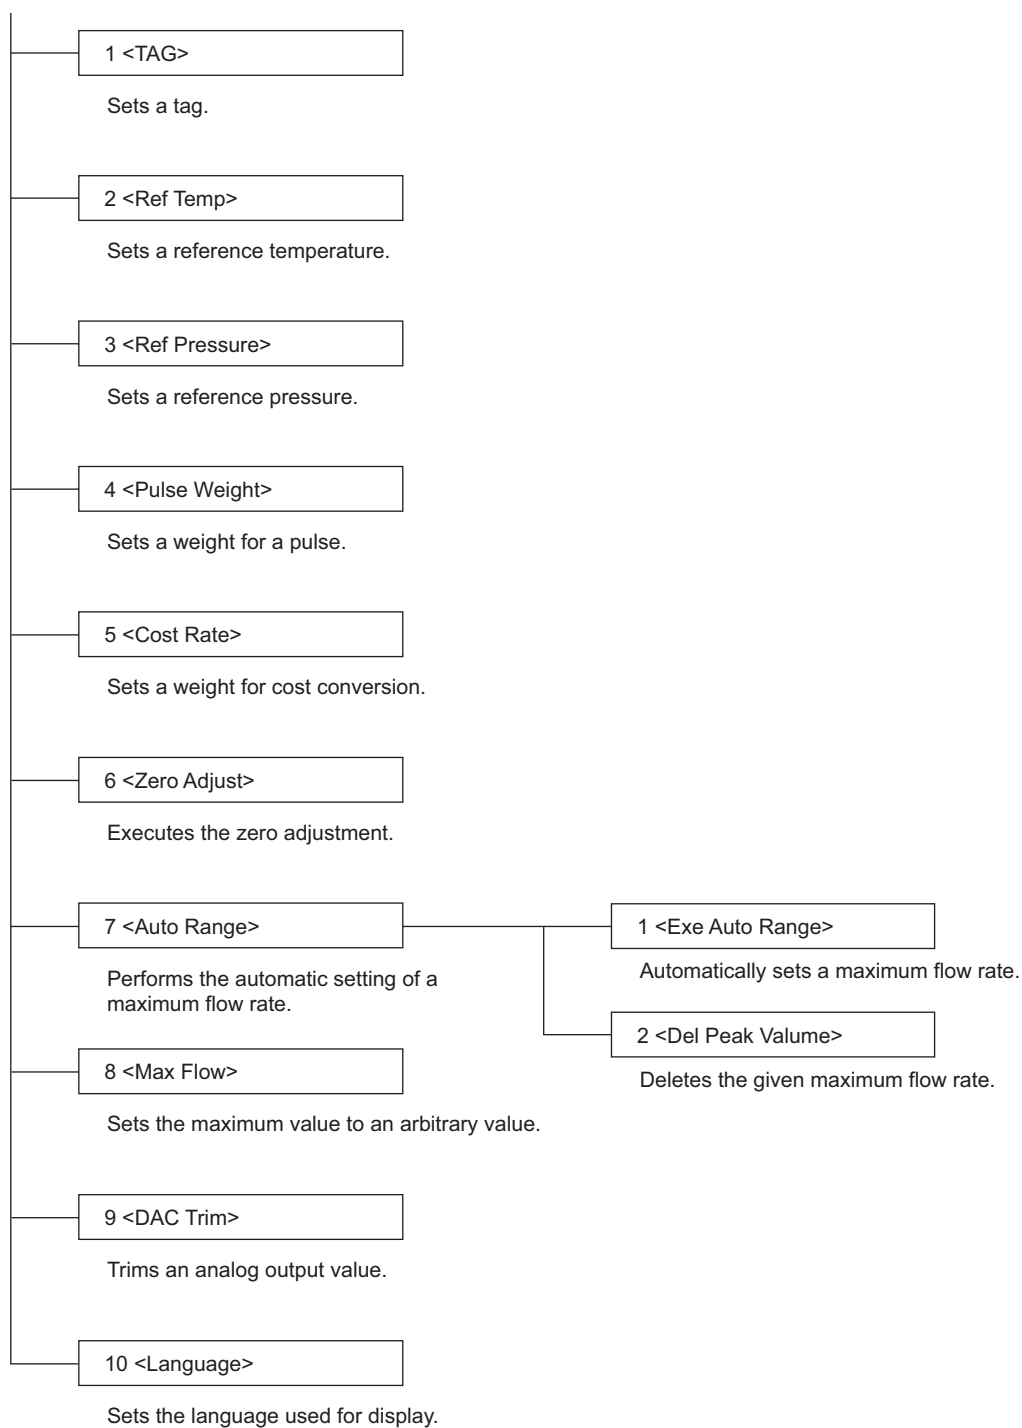 1 <TAG>
Sets a tag.
2 <Ref Temp>
Sets a reference temperature.
3 <Ref Pressure>
Sets a reference pressure.
4 <Pulse Weight>
Sets a weight for a pulse.
5 <Cost Rate>
Sets a weight for cost conversion.
6 <Zero Adjust>
Executes the zero adjustment.
7 <Auto Range>
Performs the automatic setting of a
maximum flow rate.
1 <Exe Auto Range>
Automatically sets a maximum flow rate.
2 <Del Peak Valume>
Deletes the given maximum flow rate.
8 <Max Flow>
Sets the maximum value to an arbitrary value.
9 <DAC Trim>
Trims an analog output value.
10 <Language>
Sets the language used for display.